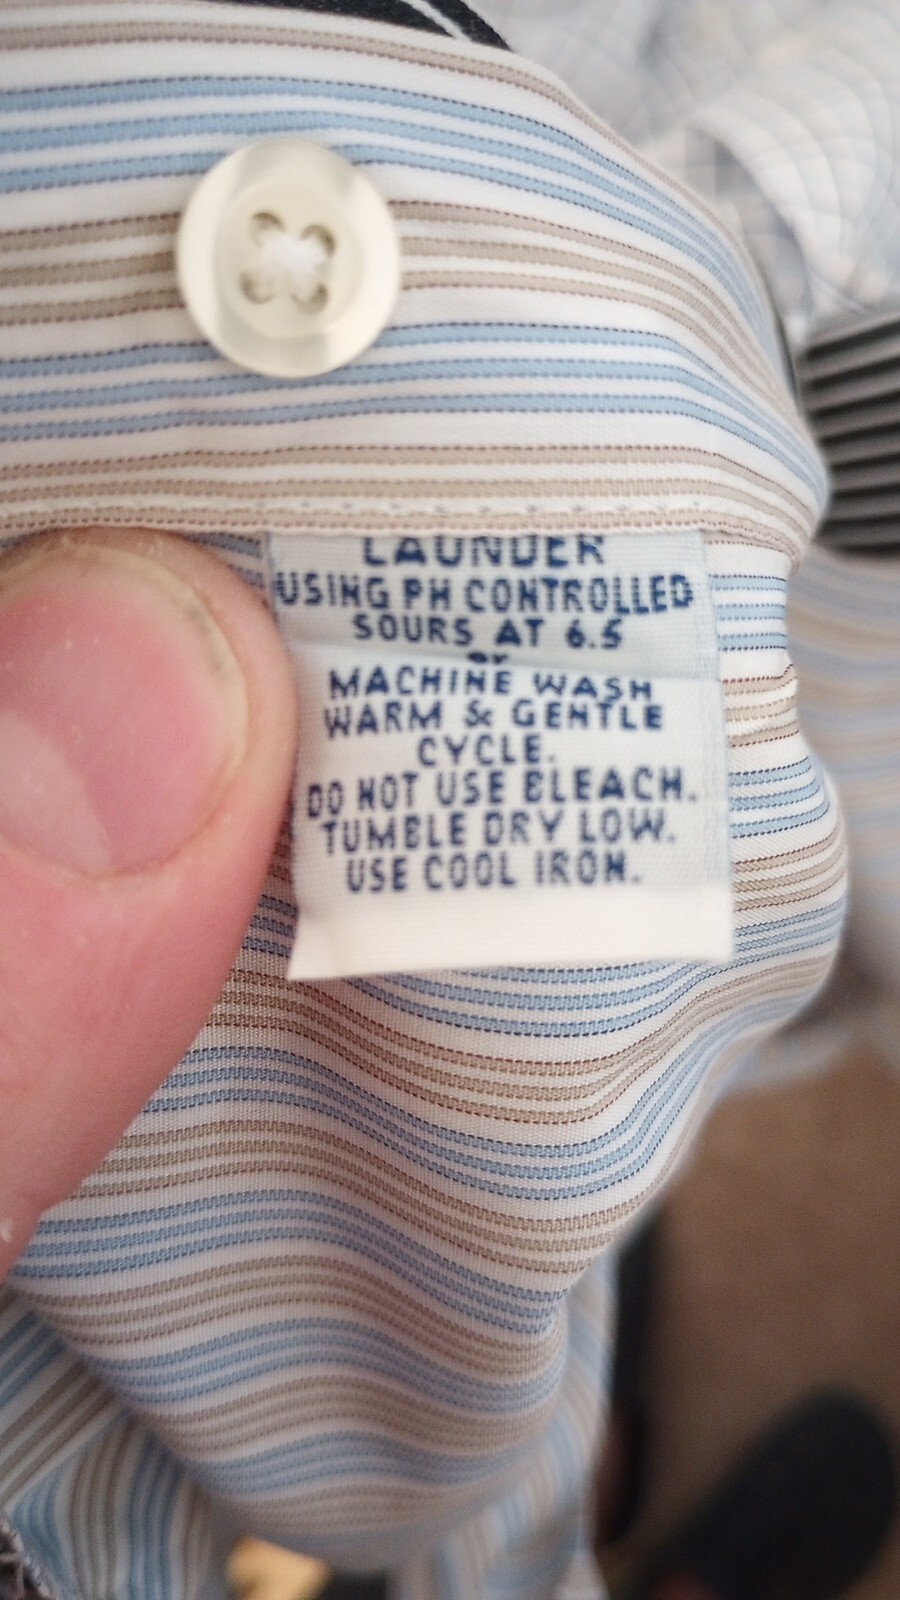 LAUNDER
USING PH CONTROLLED
SOURS AT 6.5
OR
MACHINE WASH
WARM & GENTLE
CYCLE.
DO NOT USE BLEACH.
TUMBLE DRY LOW.
USE COOL IRON.